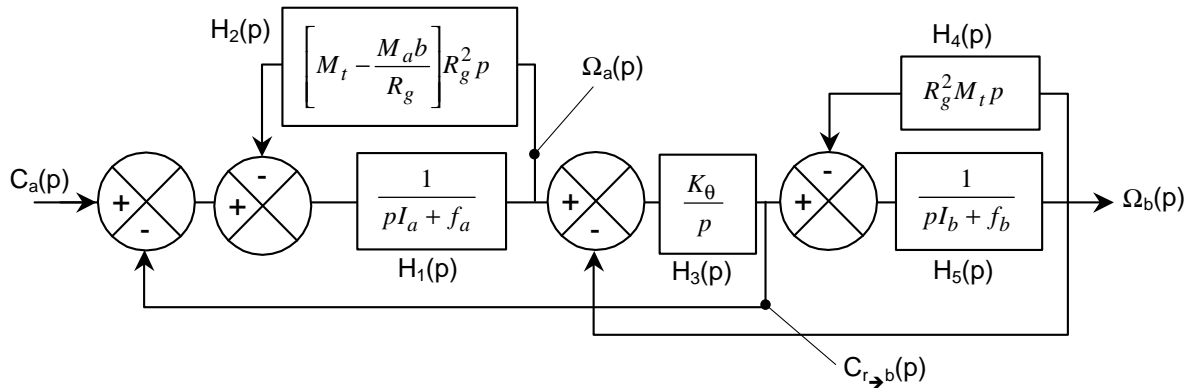 H₂(p)
[M_t − M_a b / R_g] R_g² p
Ω_a(p)
H₄(p)
R_g² M_t p
C_a(p)
+
-
+
-
1 / (pI_a + f_a)
H₁(p)
+
-
K_θ / p
H₃(p)
+
-
1 / (pI_b + f_b)
H₅(p)
Ω_b(p)
C_r→b(p)